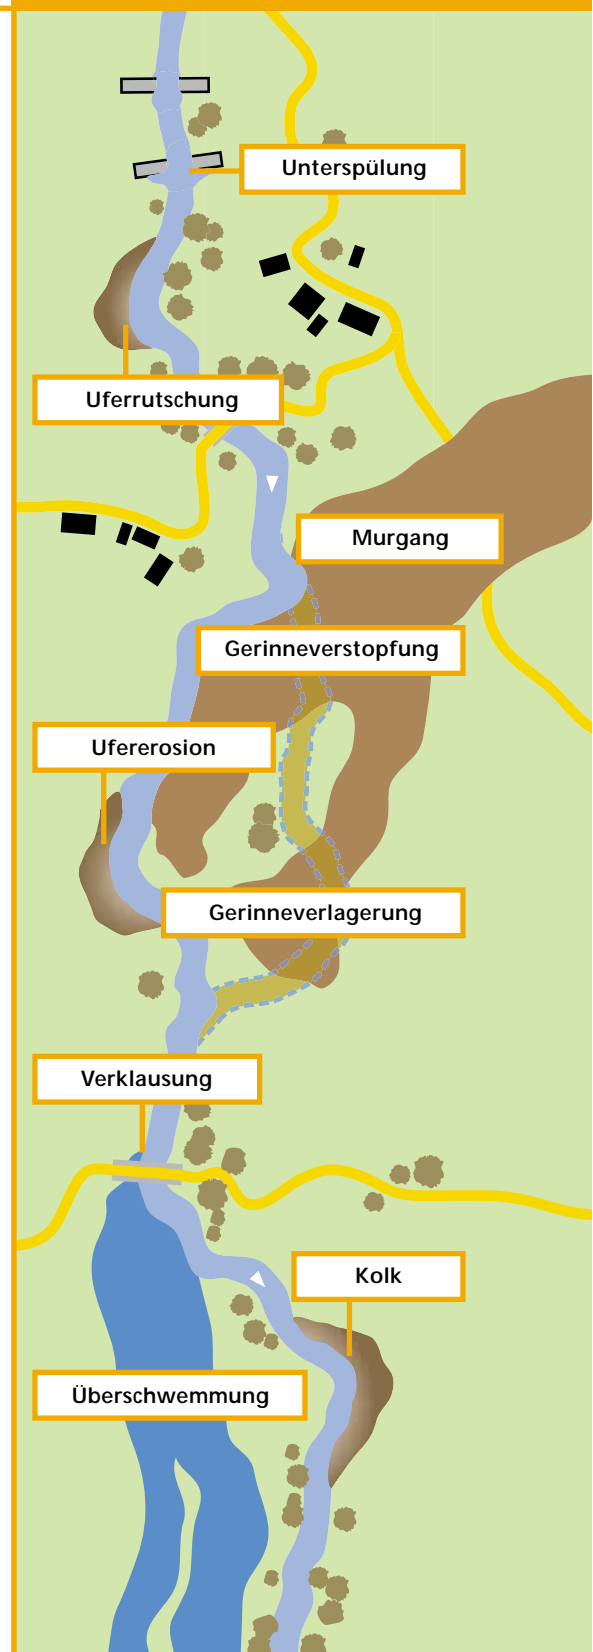 Unterspülung
Uferrutschung
Murgang
Gerinneverstopfung
Ufererosion
Gerinneverlagerung
Verklausung
Kolk
Überschwemmung